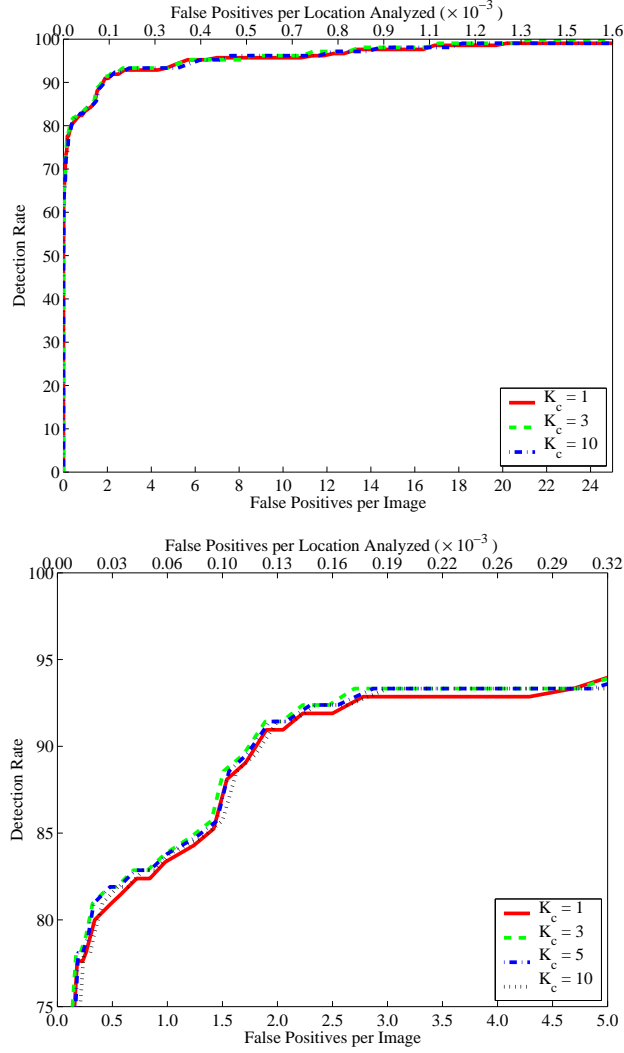 False Positives per Location Analyzed (× 10⁻³)
0.0 0.1 0.3 0.4 0.5 0.7 0.8 0.9 1.1 1.2 1.3 1.5 1.6
100
90
80
70
60
50
40
30
20
10
0
Detection Rate
K_c = 1
K_c = 3
K_c = 10
0 2 4 6 8 10 12 14 16 18 20 22 24
False Positives per Image
False Positives per Location Analyzed (× 10⁻³)
0.00 0.03 0.06 0.10 0.13 0.16 0.19 0.22 0.26 0.29 0.32
100
95
90
85
80
75
Detection Rate
K_c = 1
K_c = 3
K_c = 5
K_c = 10
0.0 0.5 1.0 1.5 2.0 2.5 3.0 3.5 4.0 4.5 5.0
False Positives per Image